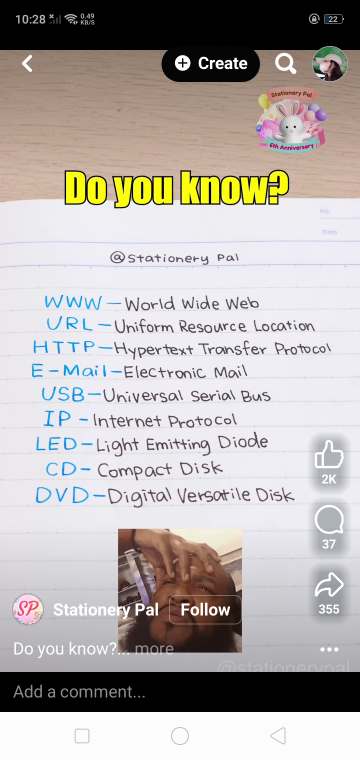 10:28
0.49
KB/S
22
Create
Stationery Pal
6th Anniversary
Do you know?
@Stationery Pal
WWW - World Wide Web
URL - Uniform Resource Location
HTTP - Hypertext Transfer Protocol
E-Mail - Electronic Mail
USB - Universal Serial Bus
IP - Internet Protocol
LED - Light Emitting Diode
CD - Compact Disk
DVD - Digital Versatile Disk
2K
37
355
SP
Stationery Pal
Follow
Do you know?... more
@stationerypal
Add a comment...